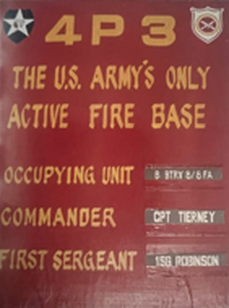 4P3
THE U.S. ARMY'S ONLY
ACTIVE FIRE BASE
OCCUPYING UNIT B BTRY 8/8 FA
COMMANDER CPT TIERNEY
FIRST SERGEANT 1SG ROBINSON